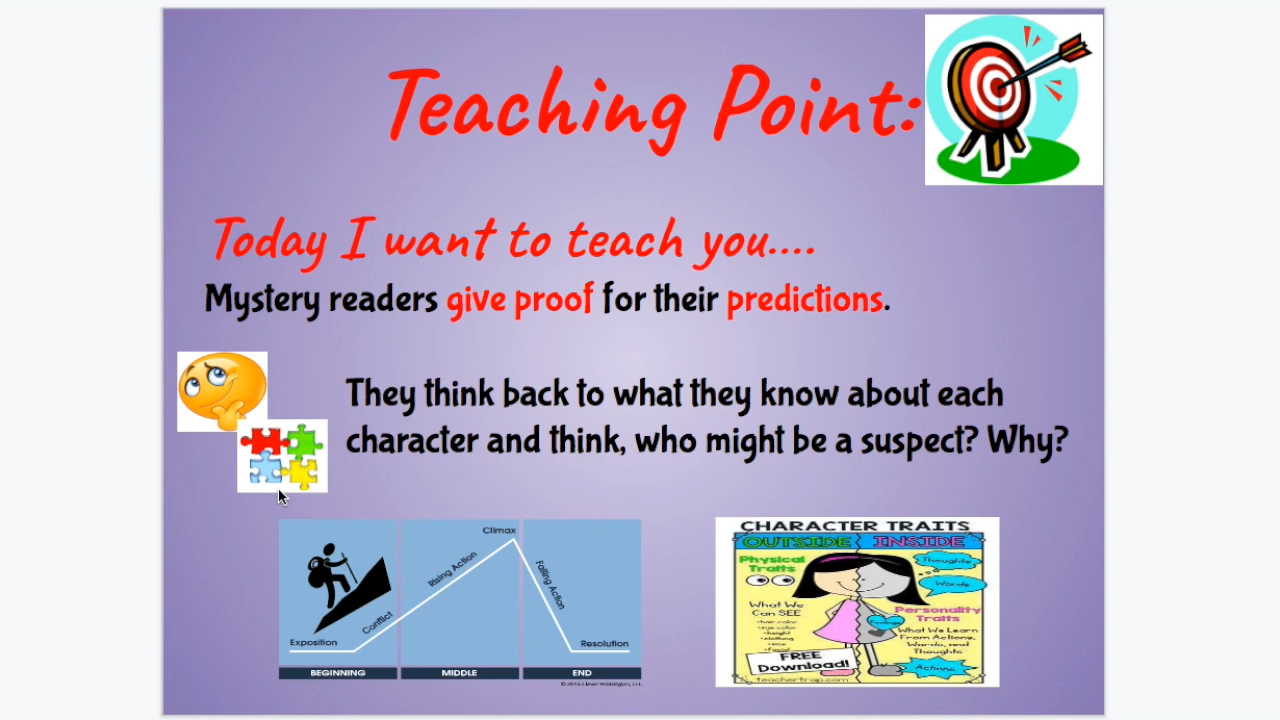 Teaching Point:
Today I want to teach you....
Mystery readers give proof for their predictions.
They think back to what they know about each
character and think, who might be a suspect? Why?
Climax
Rising Action
Falling Action
Conflict
Exposition
Resolution
BEGINNING
MIDDLE
END
CHARACTER TRAITS
OUTSIDE
INSIDE
Physical
Traits
Thoughts
Words
What We
Can SEE
•hair color
•eye color
•height
•clothing
Personality
Traits
What We Learn
From Actions,
Words, and
Thoughts
Actions
FREE
Download!
teachertrap.com